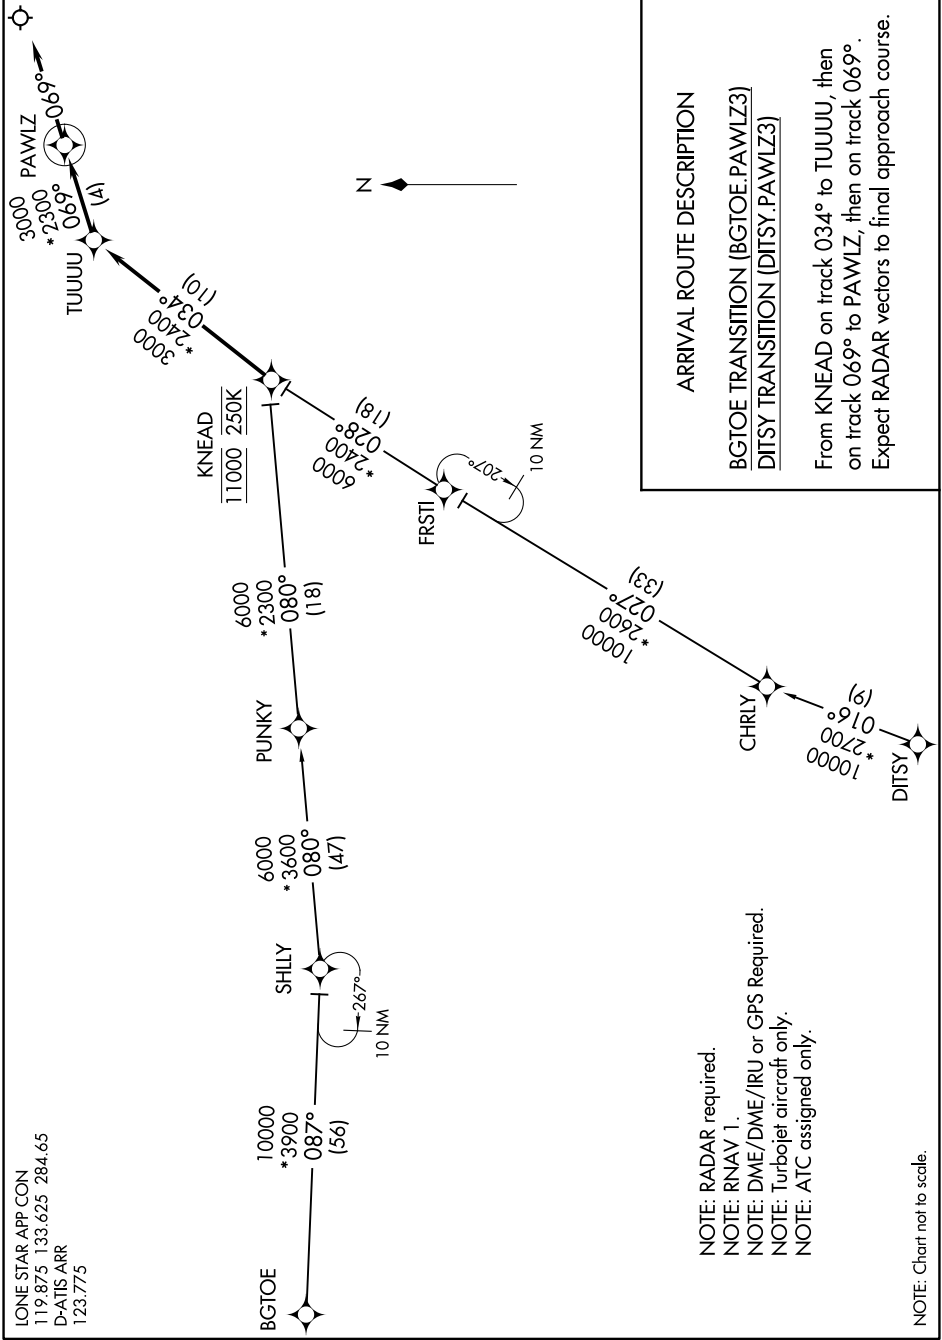 LONE STAR APP CON
119.875 133.625 284.65
D-ATIS ARR
123.775
BGTOE
10000
*3900
087°
(56)
SHLLY
267°
10 NM
6000
*3600
080°
(47)
PUNKY
6000
*2300
080°
(18)
KNEAD
11000 250K
3000
*2400
034°
(10)
TUUUU
3000
*2300
069°
(4)
PAWLZ
069°
N
6000
*2400
028°
(18)
FRSTI
207°
10 NM
10000
*2600
027°
(33)
CHRLY
10000
*2700
016°
(9)
DITSY
NOTE: RADAR required.
NOTE: RNAV 1.
NOTE: DME/DME/IRU or GPS Required.
NOTE: Turbojet aircraft only.
NOTE: ATC assigned only.
NOTE: Chart not to scale.
ARRIVAL ROUTE DESCRIPTION
BGTOE TRANSITION (BGTOE.PAWLZ3)
DITSY TRANSITION (DITSY.PAWLZ3)
From KNEAD on track 034° to TUUUU, then
on track 069° to PAWLZ, then on track 069°.
Expect RADAR vectors to final approach course.